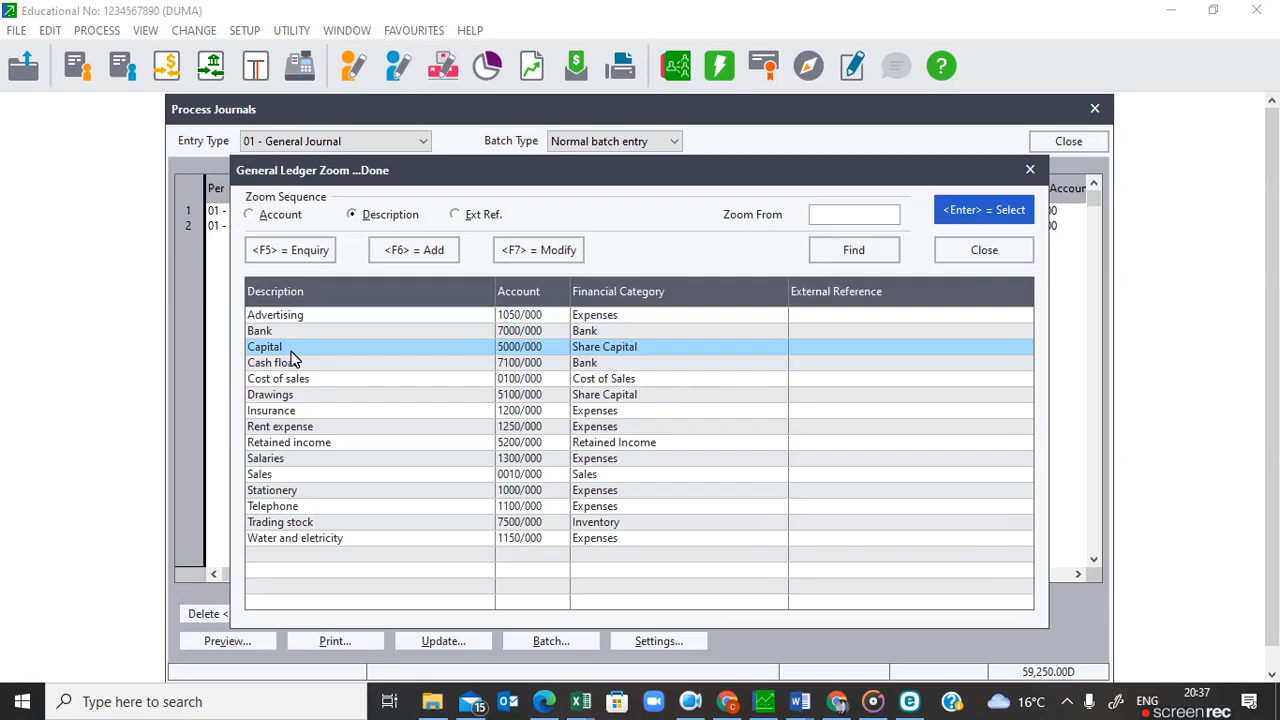 Educational No: 1234567890 (DUMA)
FILE EDIT PROCESS VIEW CHANGE SETUP UTILITY WINDOW FAVOURITES HELP
Process Journals
Entry Type 01 - General Journal Batch Type Normal batch entry Close
General Ledger Zoom ...Done
Per
Accoun
1 01 - 00
2 01 - 00
Zoom Sequence
Account Description Ext Ref. Zoom From <Enter> = Select
<F5> = Enquiry <F6> = Add <F7> = Modify Find Close
Description Account Financial Category External Reference
Advertising 1050/000 Expenses
Bank 7000/000 Bank
Capital 5000/000 Share Capital
Cash floa 7100/000 Bank
Cost of sales 0100/000 Cost of Sales
Drawings 5100/000 Share Capital
Insurance 1200/000 Expenses
Rent expense 1250/000 Expenses
Retained income 5200/000 Retained Income
Salaries 1300/000 Expenses
Sales 0010/000 Sales
Stationery 1000/000 Expenses
Telephone 1100/000 Expenses
Trading stock 7500/000 Inventory
Water and eletricity 1150/000 Expenses
Delete <
Preview... Print... Update... Batch... Settings...
59,250.00D
Type here to search 15 16°C ENG 20:37
screenrec